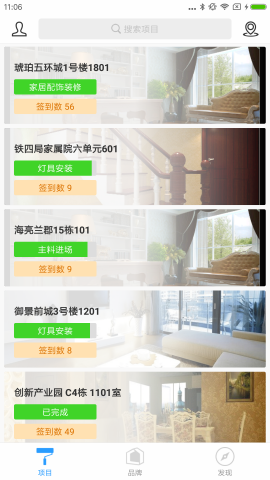 11:06
搜索项目
琥珀五环城1号楼1801
家居配饰装修
签到数 56
铁四局家属院六单元601
灯具安装
签到数 9
海亮兰郡15栋101
主料进场
签到数 9
御景前城3号楼1201
灯具安装
签到数 8
创新产业园 C4栋 1101室
已完成
签到数 49
项目
品牌
发现